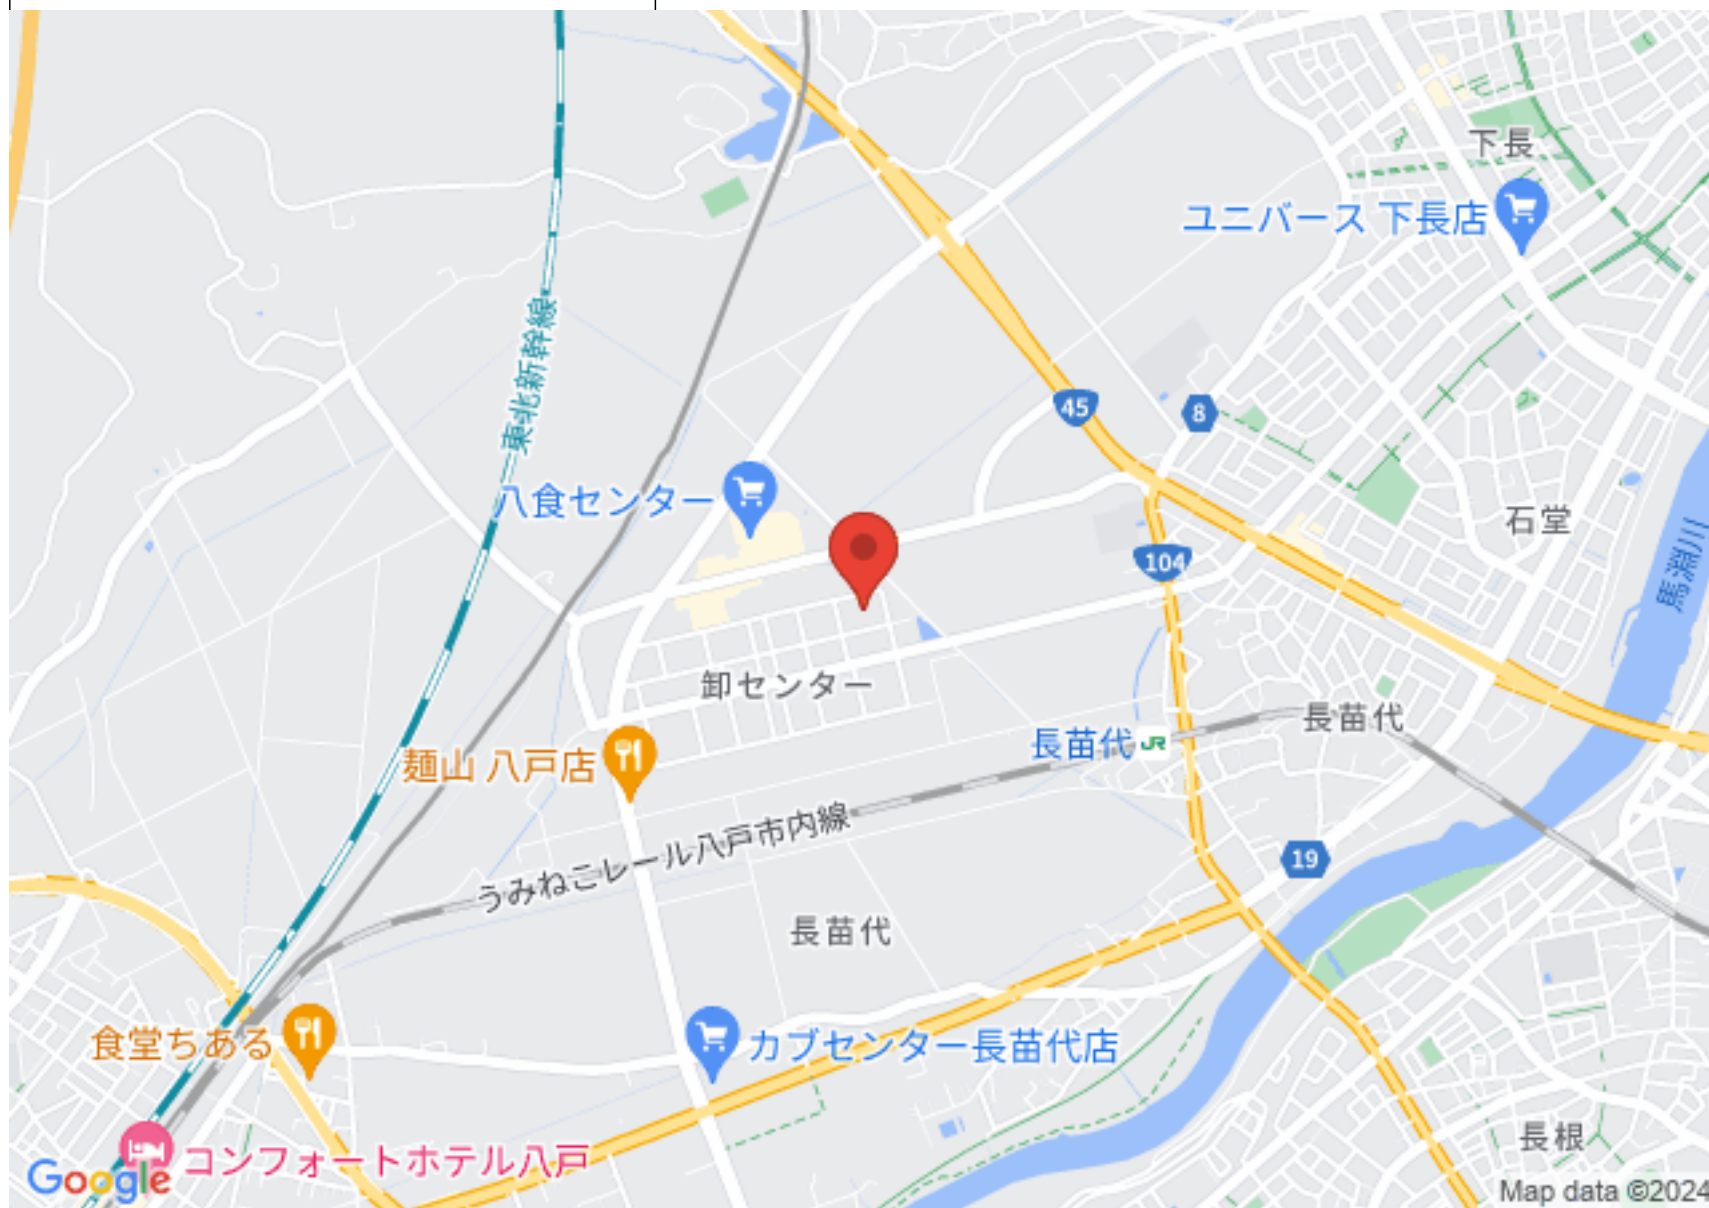 下長
ユニバース 下長店
東北新幹線
45
8
八食センター
石堂
104
馬淵川
卸センター
長苗代
長苗代
JR
麺山 八戸店
うみねこレール八戸市内線
19
長苗代
食堂ちある
カブセンター長苗代店
長根
コンフォートホテル八戸
Google
Map data ©2024